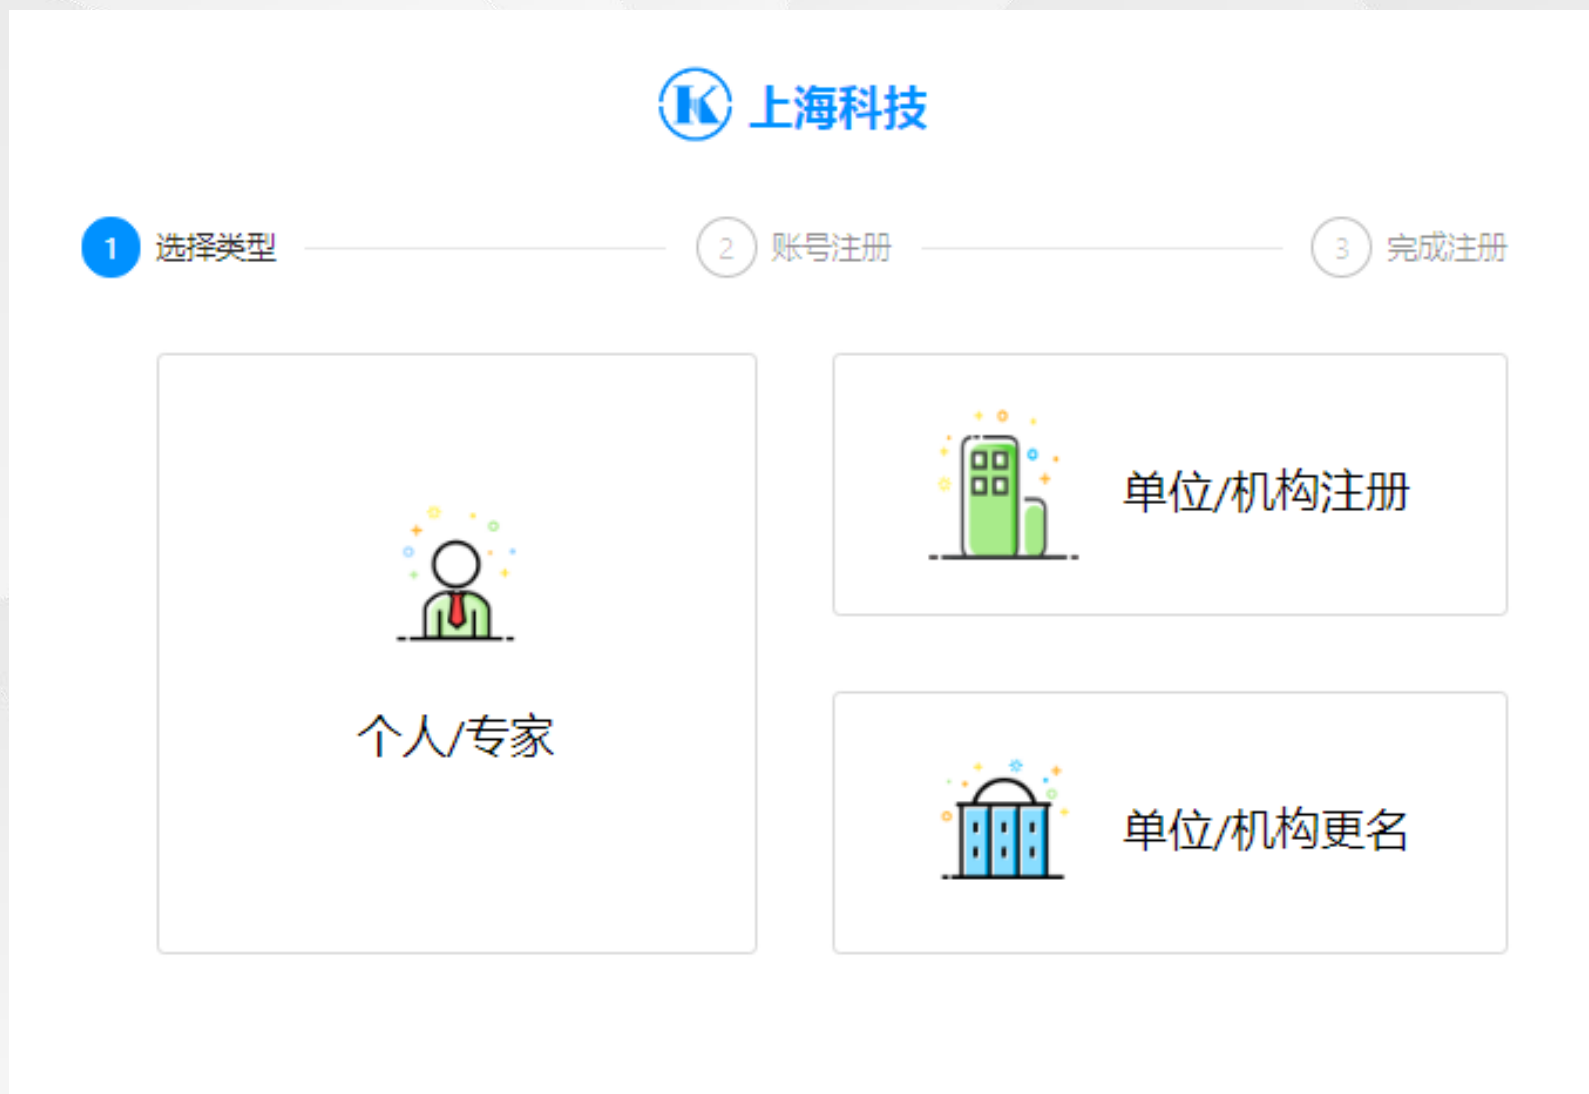 上海科技
1 选择类型
2 账号注册
3 完成注册
个人/专家
单位/机构注册
单位/机构更名